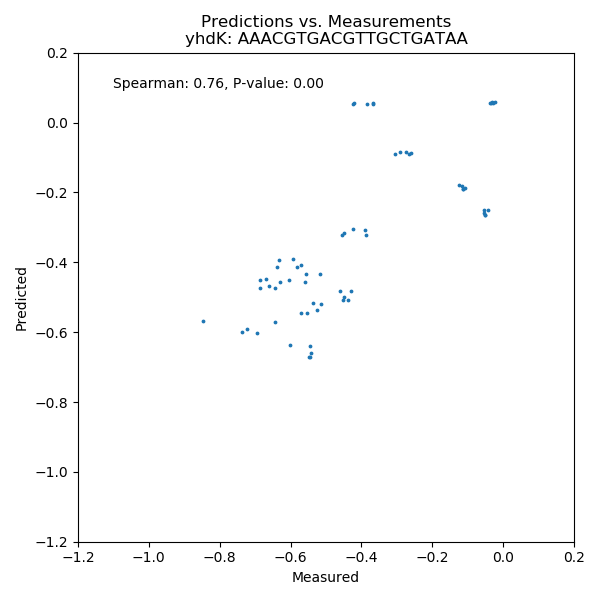 Predictions vs. Measurements
yhdK: AAACGTGACGTTGCTGATAA
0.2
Spearman: 0.76, P-value: 0.00
0.0
−0.2
−0.4
Predicted
−0.6
−0.8
−1.0
−1.2
−1.2 −1.0 −0.8 −0.6 −0.4 −0.2 0.0 0.2
Measured